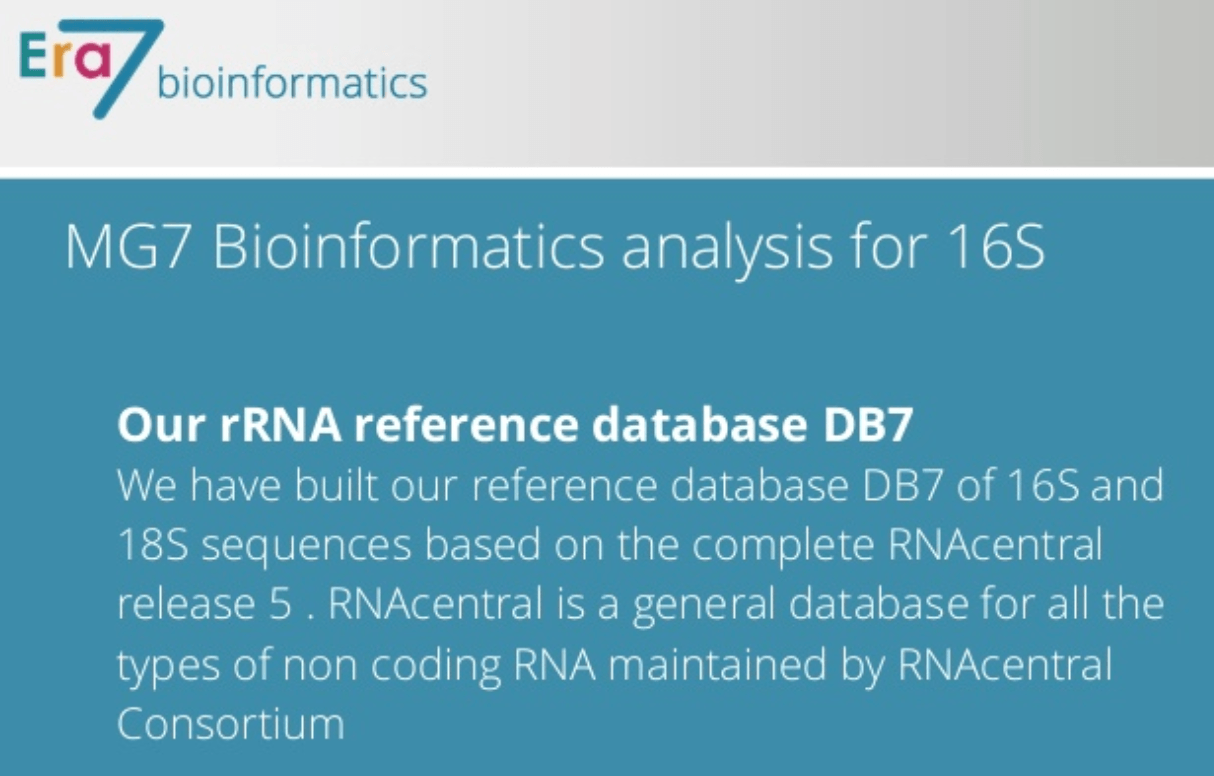 Era7 bioinformatics
MG7 Bioinformatics analysis for 16S
Our rRNA reference database DB7
We have built our reference database DB7 of 16S and
18S sequences based on the complete RNAcentral
release 5 . RNAcentral is a general database for all the
types of non coding RNA maintained by RNAcentral
Consortium